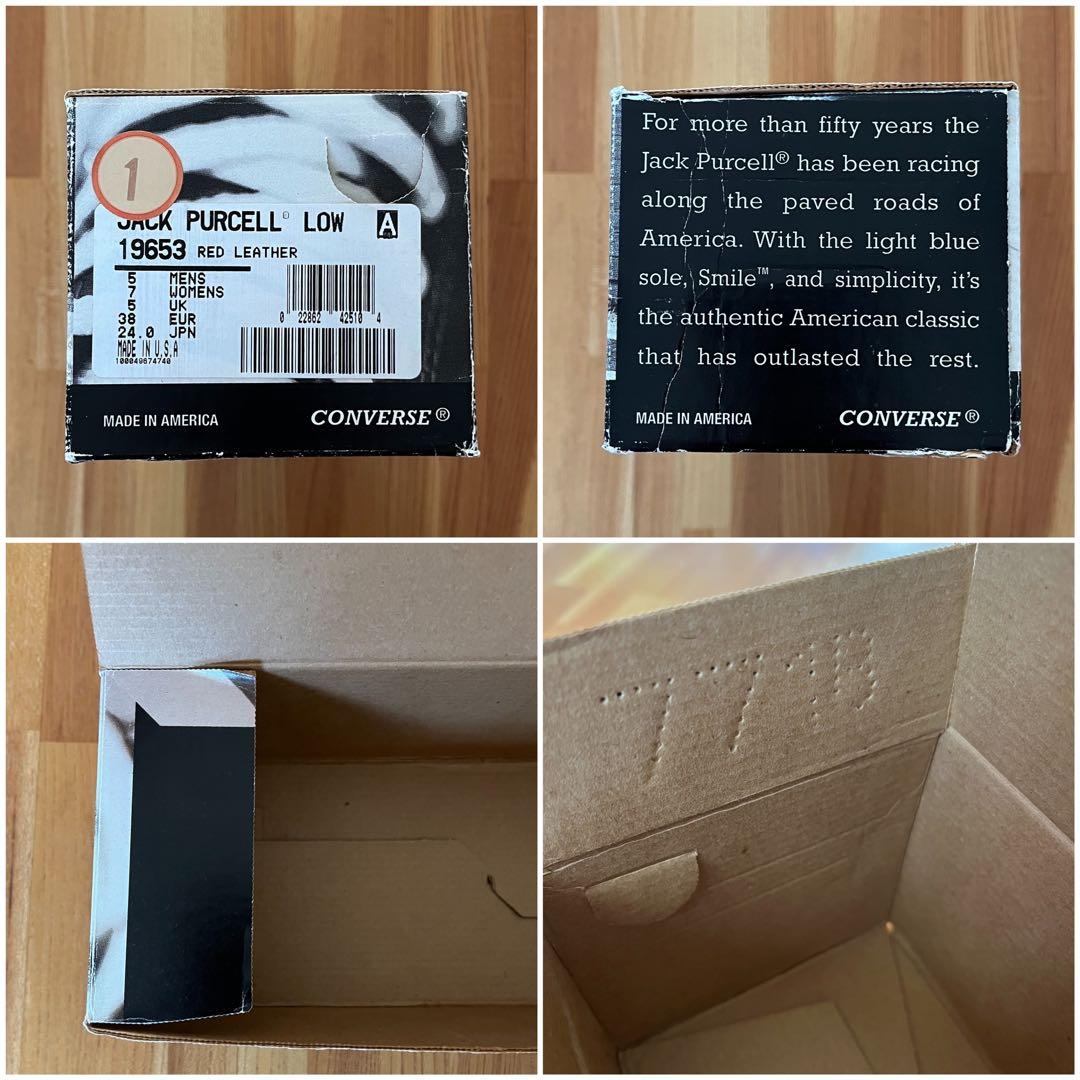 1
JACK PURCELL® LOW A
19653 RED LEATHER
5 MENS
7 WOMENS
5 UK
38 EUR
24.0 JPN
MADE IN U.S.A
100049674740
0 22862 42510 4
MADE IN AMERICA CONVERSE®
For more than fifty years the
Jack Purcell® has been racing
along the paved roads of
America. With the light blue
sole, Smile™, and simplicity, it's
the authentic American classic
that has outlasted the rest.
MADE IN AMERICA CONVERSE®
771B